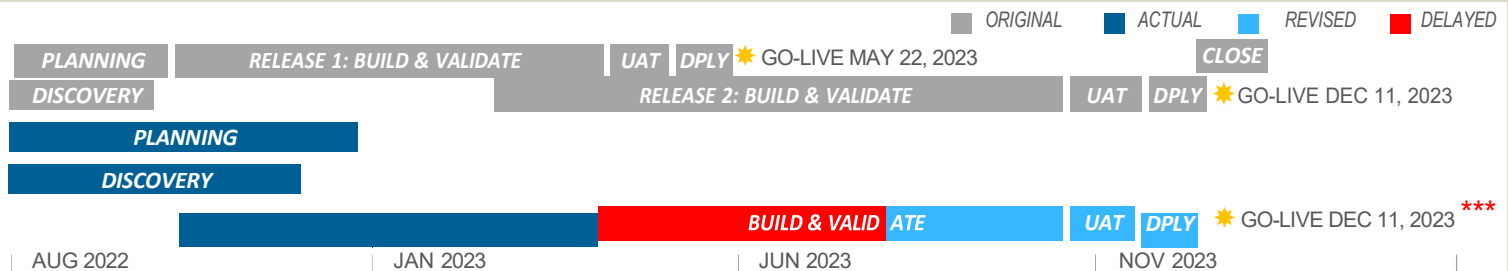 ORIGINAL ACTUAL REVISED DELAYED
PLANNING RELEASE 1: BUILD & VALIDATE UAT DPLY GO-LIVE MAY 22, 2023 CLOSE
DISCOVERY RELEASE 2: BUILD & VALIDATE UAT DPLY GO-LIVE DEC 11, 2023
PLANNING
DISCOVERY
BUILD & VALIDATE UAT DPLY GO-LIVE DEC 11, 2023 ***
AUG 2022 JAN 2023 JUN 2023 NOV 2023